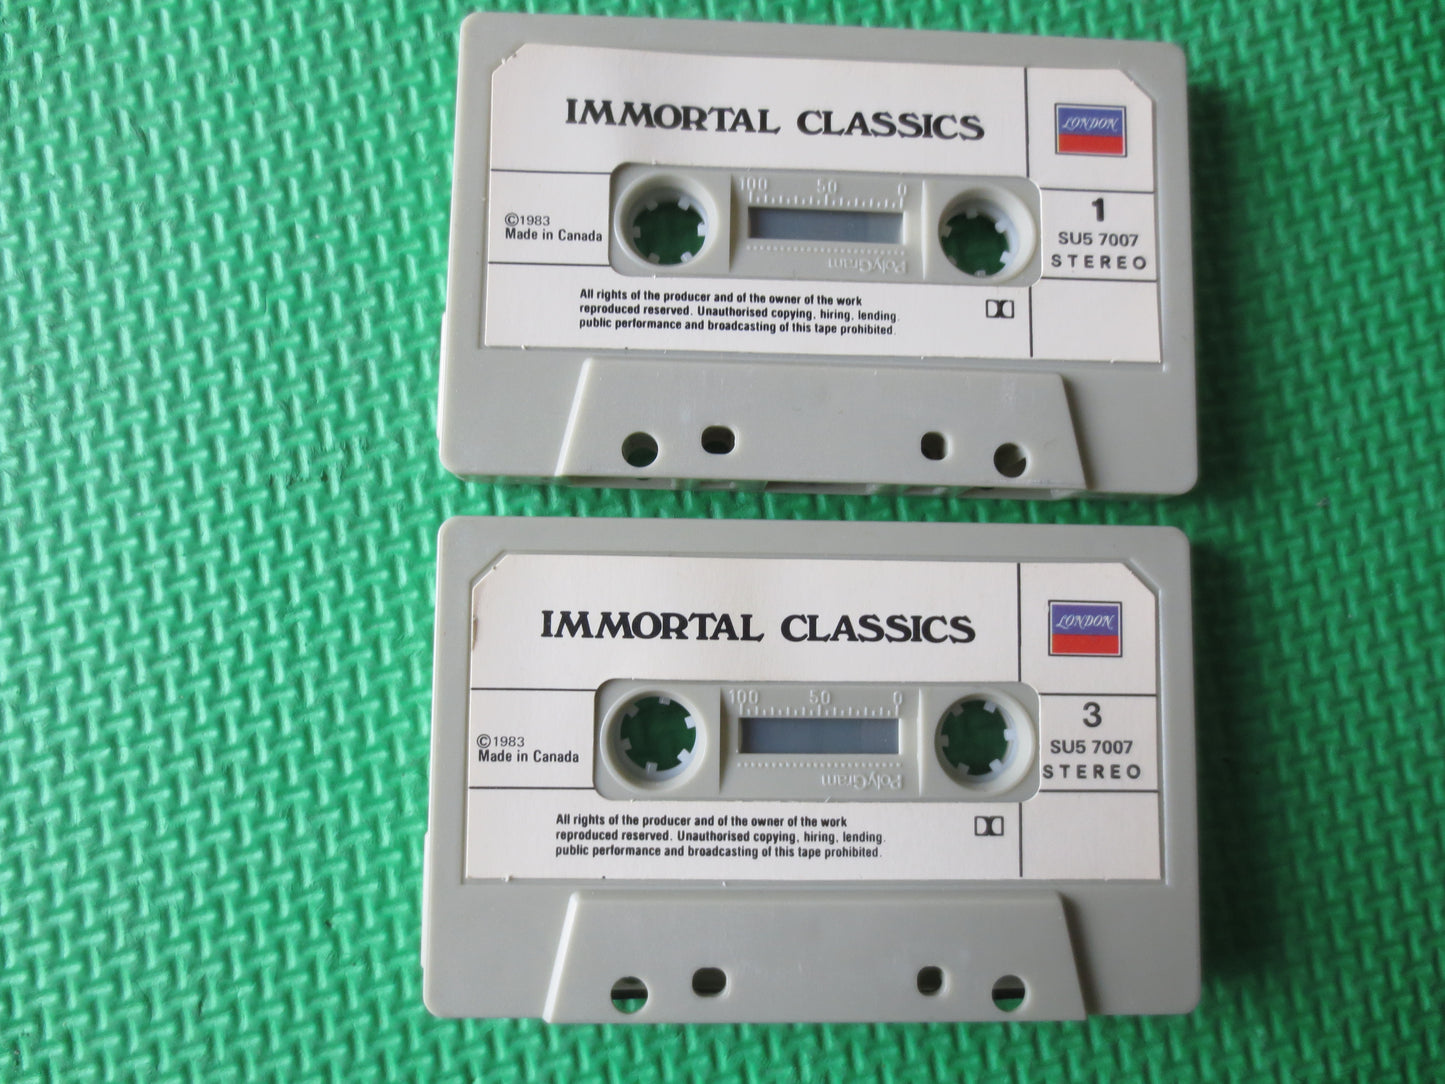 IMMORTAL CLASSICS
LONDON
100 50 0
1
©1983
SU5 7007
Made in Canada
STEREO
PolyGram
All rights of the producer and of the owner of the work
reproduced reserved. Unauthorised copying, hiring, lending,
public performance and broadcasting of this tape prohibited.
IMMORTAL CLASSICS
LONDON
100 50 0
3
©1983
SU5 7007
Made in Canada
STEREO
PolyGram
All rights of the producer and of the owner of the work
reproduced reserved. Unauthorised copying, hiring, lending,
public performance and broadcasting of this tape prohibited.